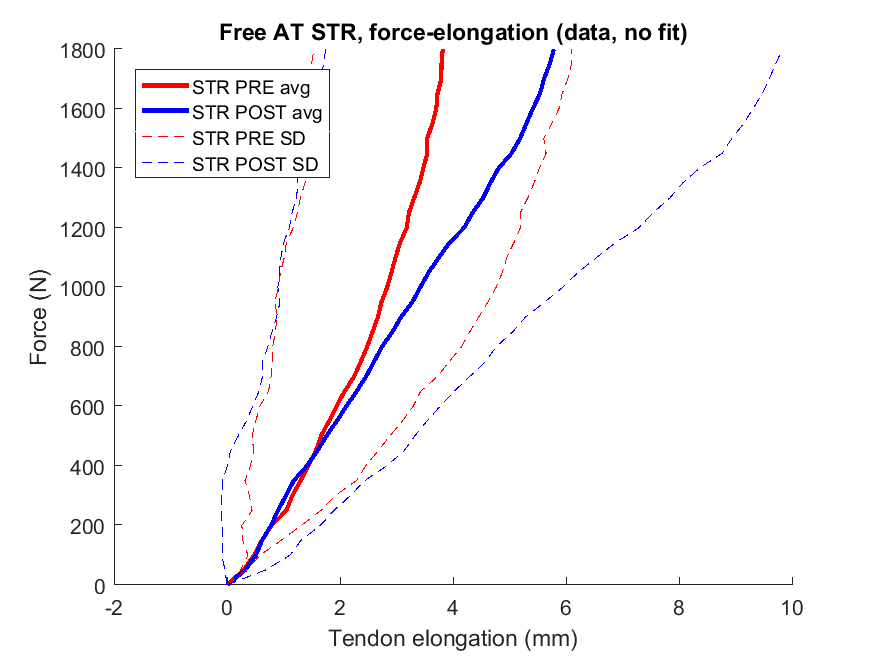 Free AT STR, force-elongation (data, no fit)
1800
1600
1400
1200
1000
800
600
400
200
0
Force (N)
STR PRE avg
STR POST avg
STR PRE SD
STR POST SD
-2 0 2 4 6 8 10
Tendon elongation (mm)